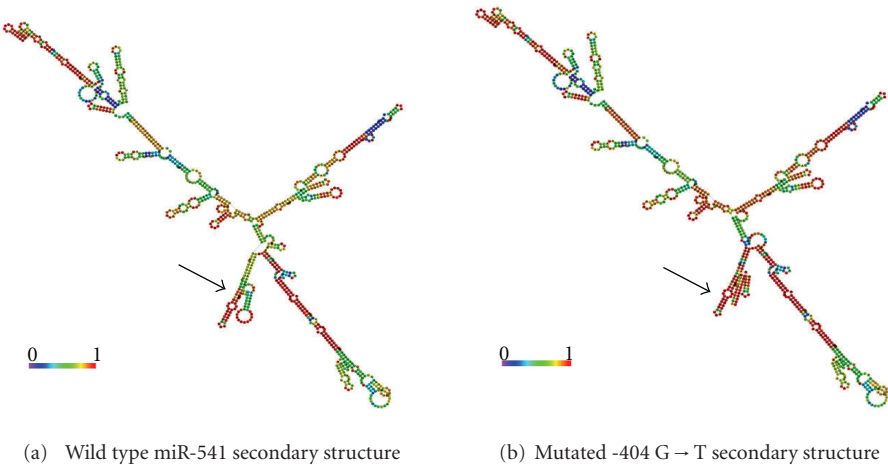 0 1
0 1
(a) Wild type miR-541 secondary structure
(b) Mutated -404 G → T secondary structure